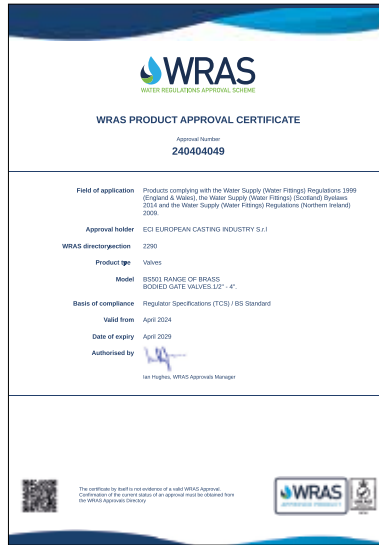 WRAS
WATER REGULATIONS APPROVAL SCHEME
WRAS PRODUCT APPROVAL CERTIFICATE
Approval Number
240404049
Field of application Products complying with the Water Supply (Water Fittings) Regulations 1999
(England & Wales), the Water Supply (Water Fittings) (Scotland) Byelaws
2014 and the Water Supply (Water Fittings) Regulations (Northern Ireland)
2009.
Approval holder ECI EUROPEAN CASTING INDUSTRY S.r.l
WRAS directory section 2290
Product type Valves
Model BS501 RANGE OF BRASS
BODIED GATE VALVES.1/2" - 4".
Basis of compliance Regulator Specifications (TCS) / BS Standard
Valid from April 2024
Date of expiry April 2029
Authorised by
Ian Hughes, WRAS Approvals Manager
The certificate by itself is not evidence of a valid WRAS Approval.
Confirmation of the current status of an approval must be obtained from
the WRAS Approvals Directory
WRAS
APPROVED PRODUCT